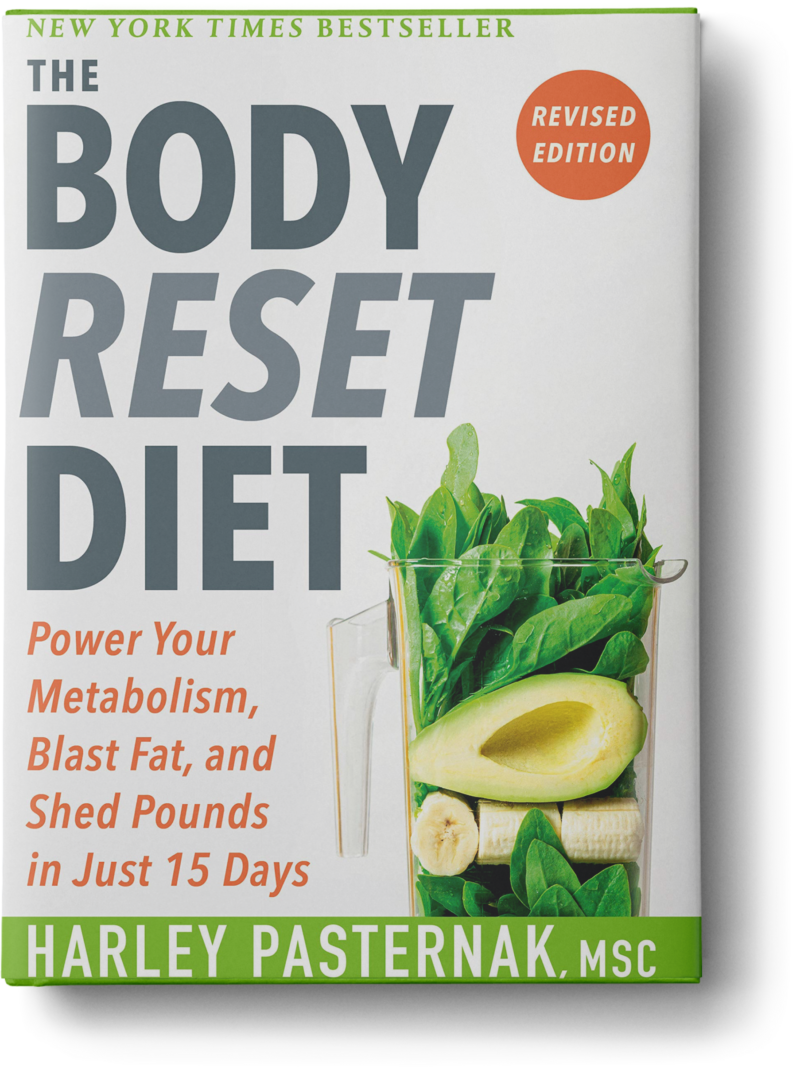 NEW YORK TIMES BESTSELLER
THE
BODY
RESET
DIET
REVISED
EDITION
Power Your
Metabolism,
Blast Fat, and
Shed Pounds
in Just 15 Days
HARLEY PASTERNAK, MSC